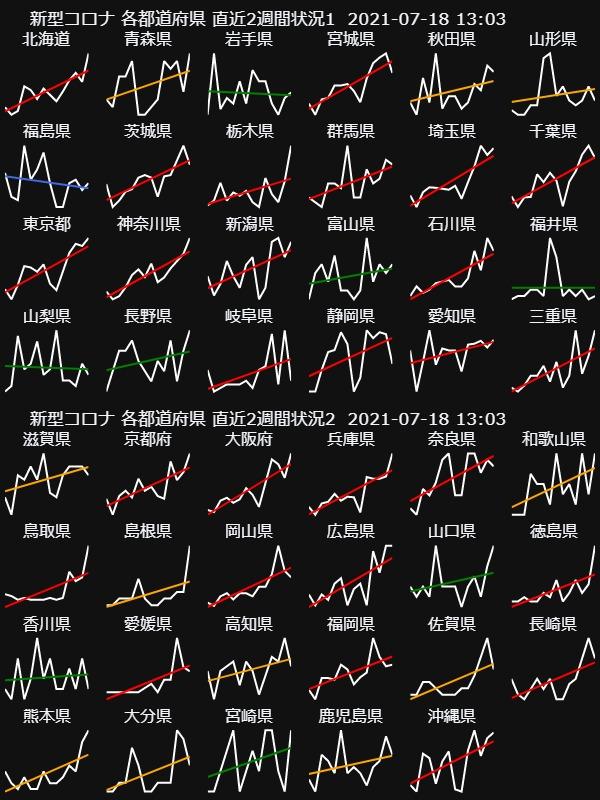 新型コロナ 各都道府県 直近2週間状況1 2021-07-18 13:03
北海道 青森県 岩手県 宮城県 秋田県 山形県
福島県 茨城県 栃木県 群馬県 埼玉県 千葉県
東京都 神奈川県 新潟県 富山県 石川県 福井県
山梨県 長野県 岐阜県 静岡県 愛知県 三重県
新型コロナ 各都道府県 直近2週間状況2 2021-07-18 13:03
滋賀県 京都府 大阪府 兵庫県 奈良県 和歌山県
鳥取県 島根県 岡山県 広島県 山口県 徳島県
香川県 愛媛県 高知県 福岡県 佐賀県 長崎県
熊本県 大分県 宮崎県 鹿児島県 沖縄県